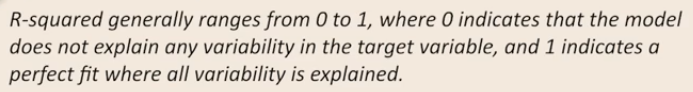 R-squared generally ranges from 0 to 1, where 0 indicates that the model
does not explain any variability in the target variable, and 1 indicates a
perfect fit where all variability is explained.